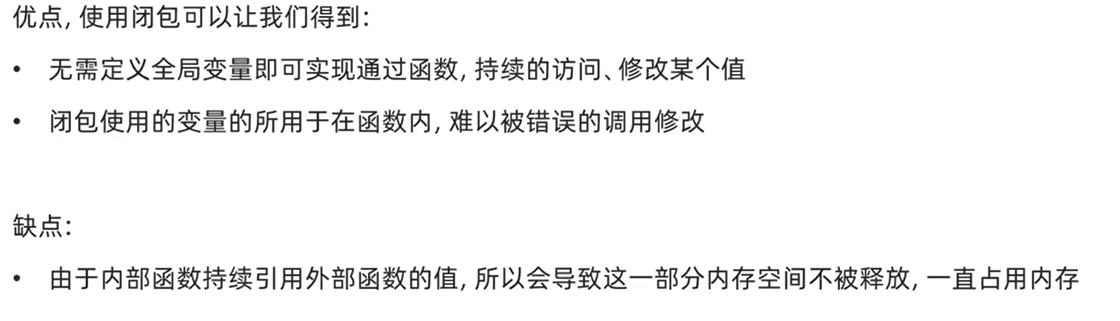 优点, 使用闭包可以让我们得到:
• 无需定义全局变量即可实现通过函数, 持续的访问、修改某个值
• 闭包使用的变量的所用于在函数内, 难以被错误的调用修改
缺点:
• 由于内部函数持续引用外部函数的值, 所以会导致这一部分内存空间不被释放, 一直占用内存